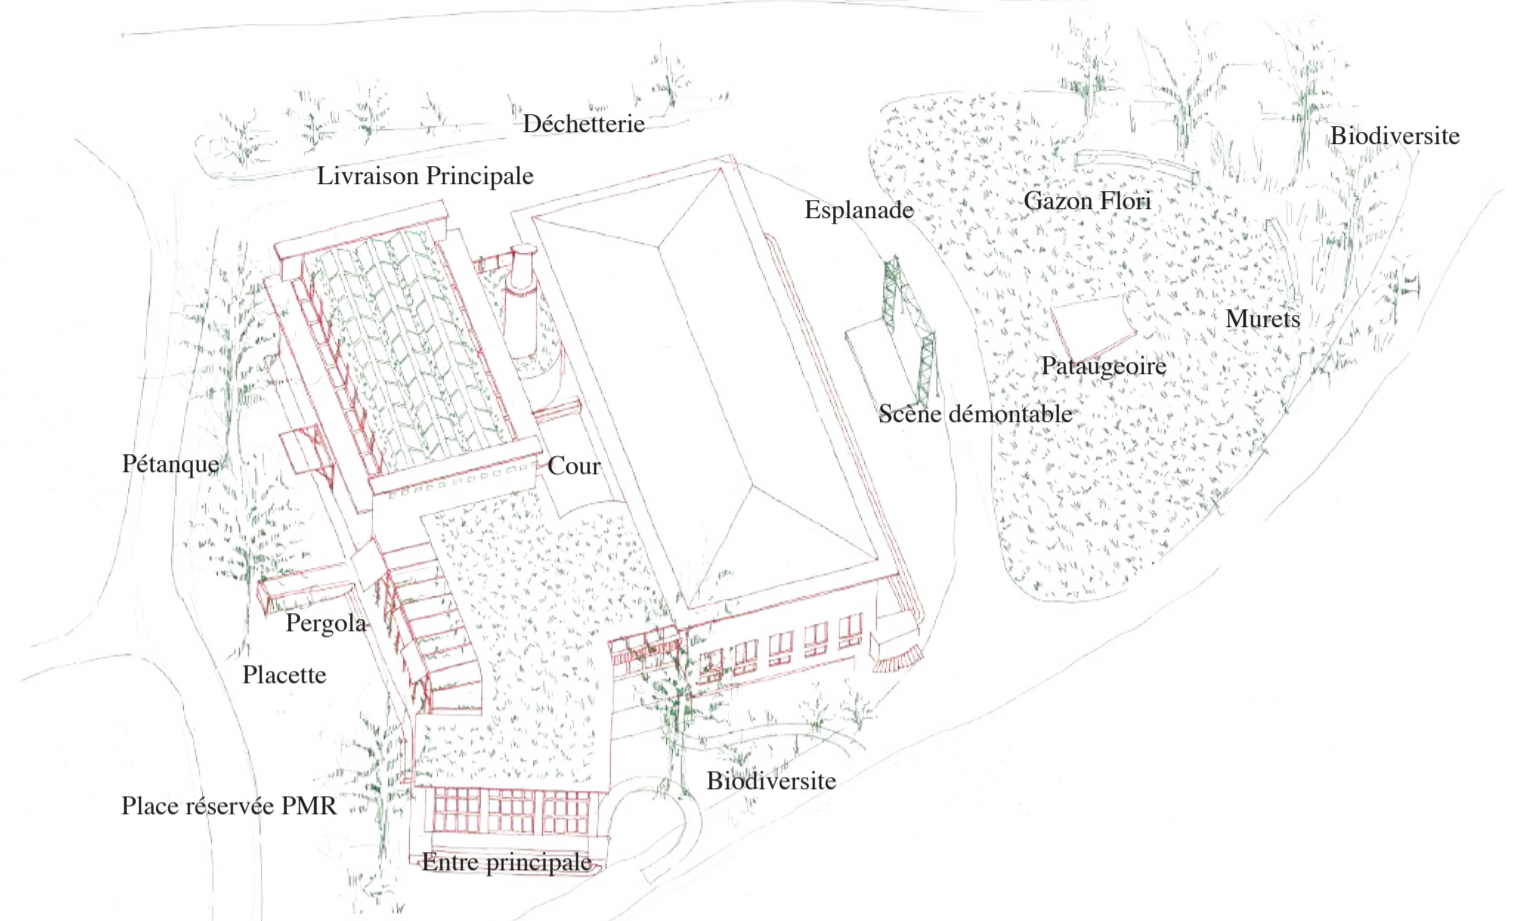 Déchetterie
Biodiversite
Livraison Principale
Gazon Flori
Esplanade
Murets
Pataugeoire
Scène démontable
Pétanque
Cour
Pergola
Placette
Biodiversite
Place réservée PMR
Entre principale